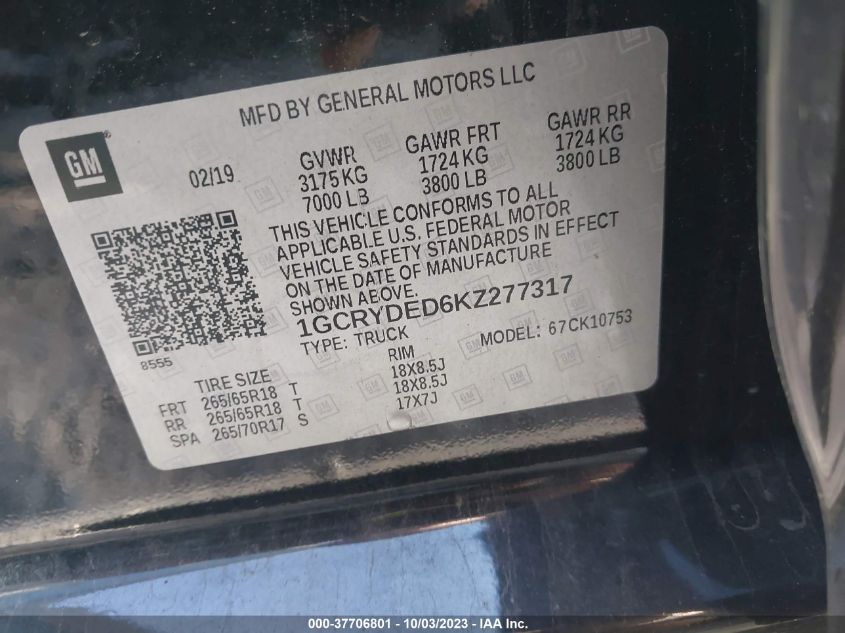 MFD BY GENERAL MOTORS LLC
GM®
02/19
GVWR
3175 KG
7000 LB
GAWR FRT
1724 KG
3800 LB
GAWR RR
1724 KG
3800 LB
THIS VEHICLE CONFORMS TO ALL
APPLICABLE U.S. FEDERAL MOTOR
VEHICLE SAFETY STANDARDS IN EFFECT
ON THE DATE OF MANUFACTURE
SHOWN ABOVE.
1GCRYDED6KZ277317
TYPE: TRUCK MODEL: 67CK10753
8555
TIRE SIZE RIM
FRT 265/65R18 T 18X8.5J
RR 265/65R18 T 18X8.5J
SPA 265/70R17 S 17X7J
000-37706801 - 10/03/2023 - IAA Inc.